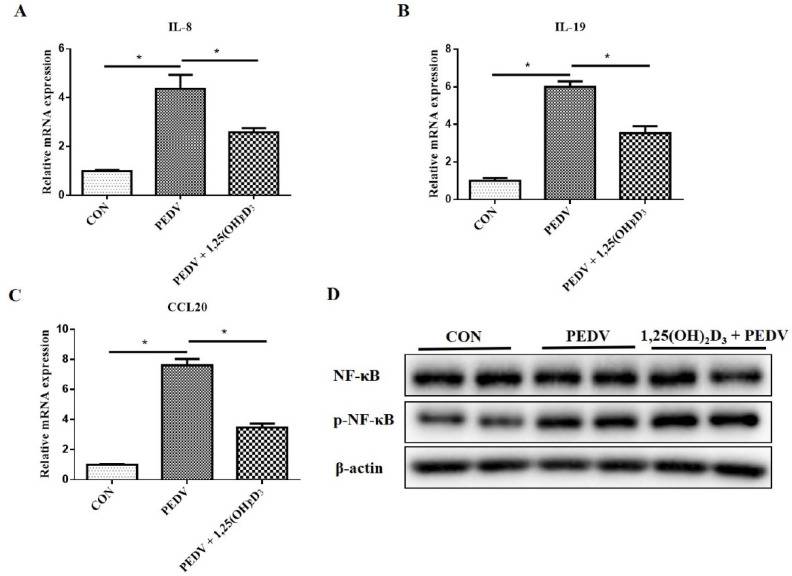 A
IL-8
Relative mRNA expression
6
4
2
0
*
*
CON
PEDV
PEDV + 1,25(OH)D3
B
IL-19
Relative mRNA expression
8
6
4
2
0
*
*
CON
PEDV
PEDV + 1,25(OH)D3
C
CCL20
Relative mRNA expression
10
8
6
4
2
0
*
*
CON
PEDV
PEDV + 1,25(OH)D3
D
CON PEDV 1,25(OH)2D3 + PEDV
NF-κB
p-NF-κB
β-actin